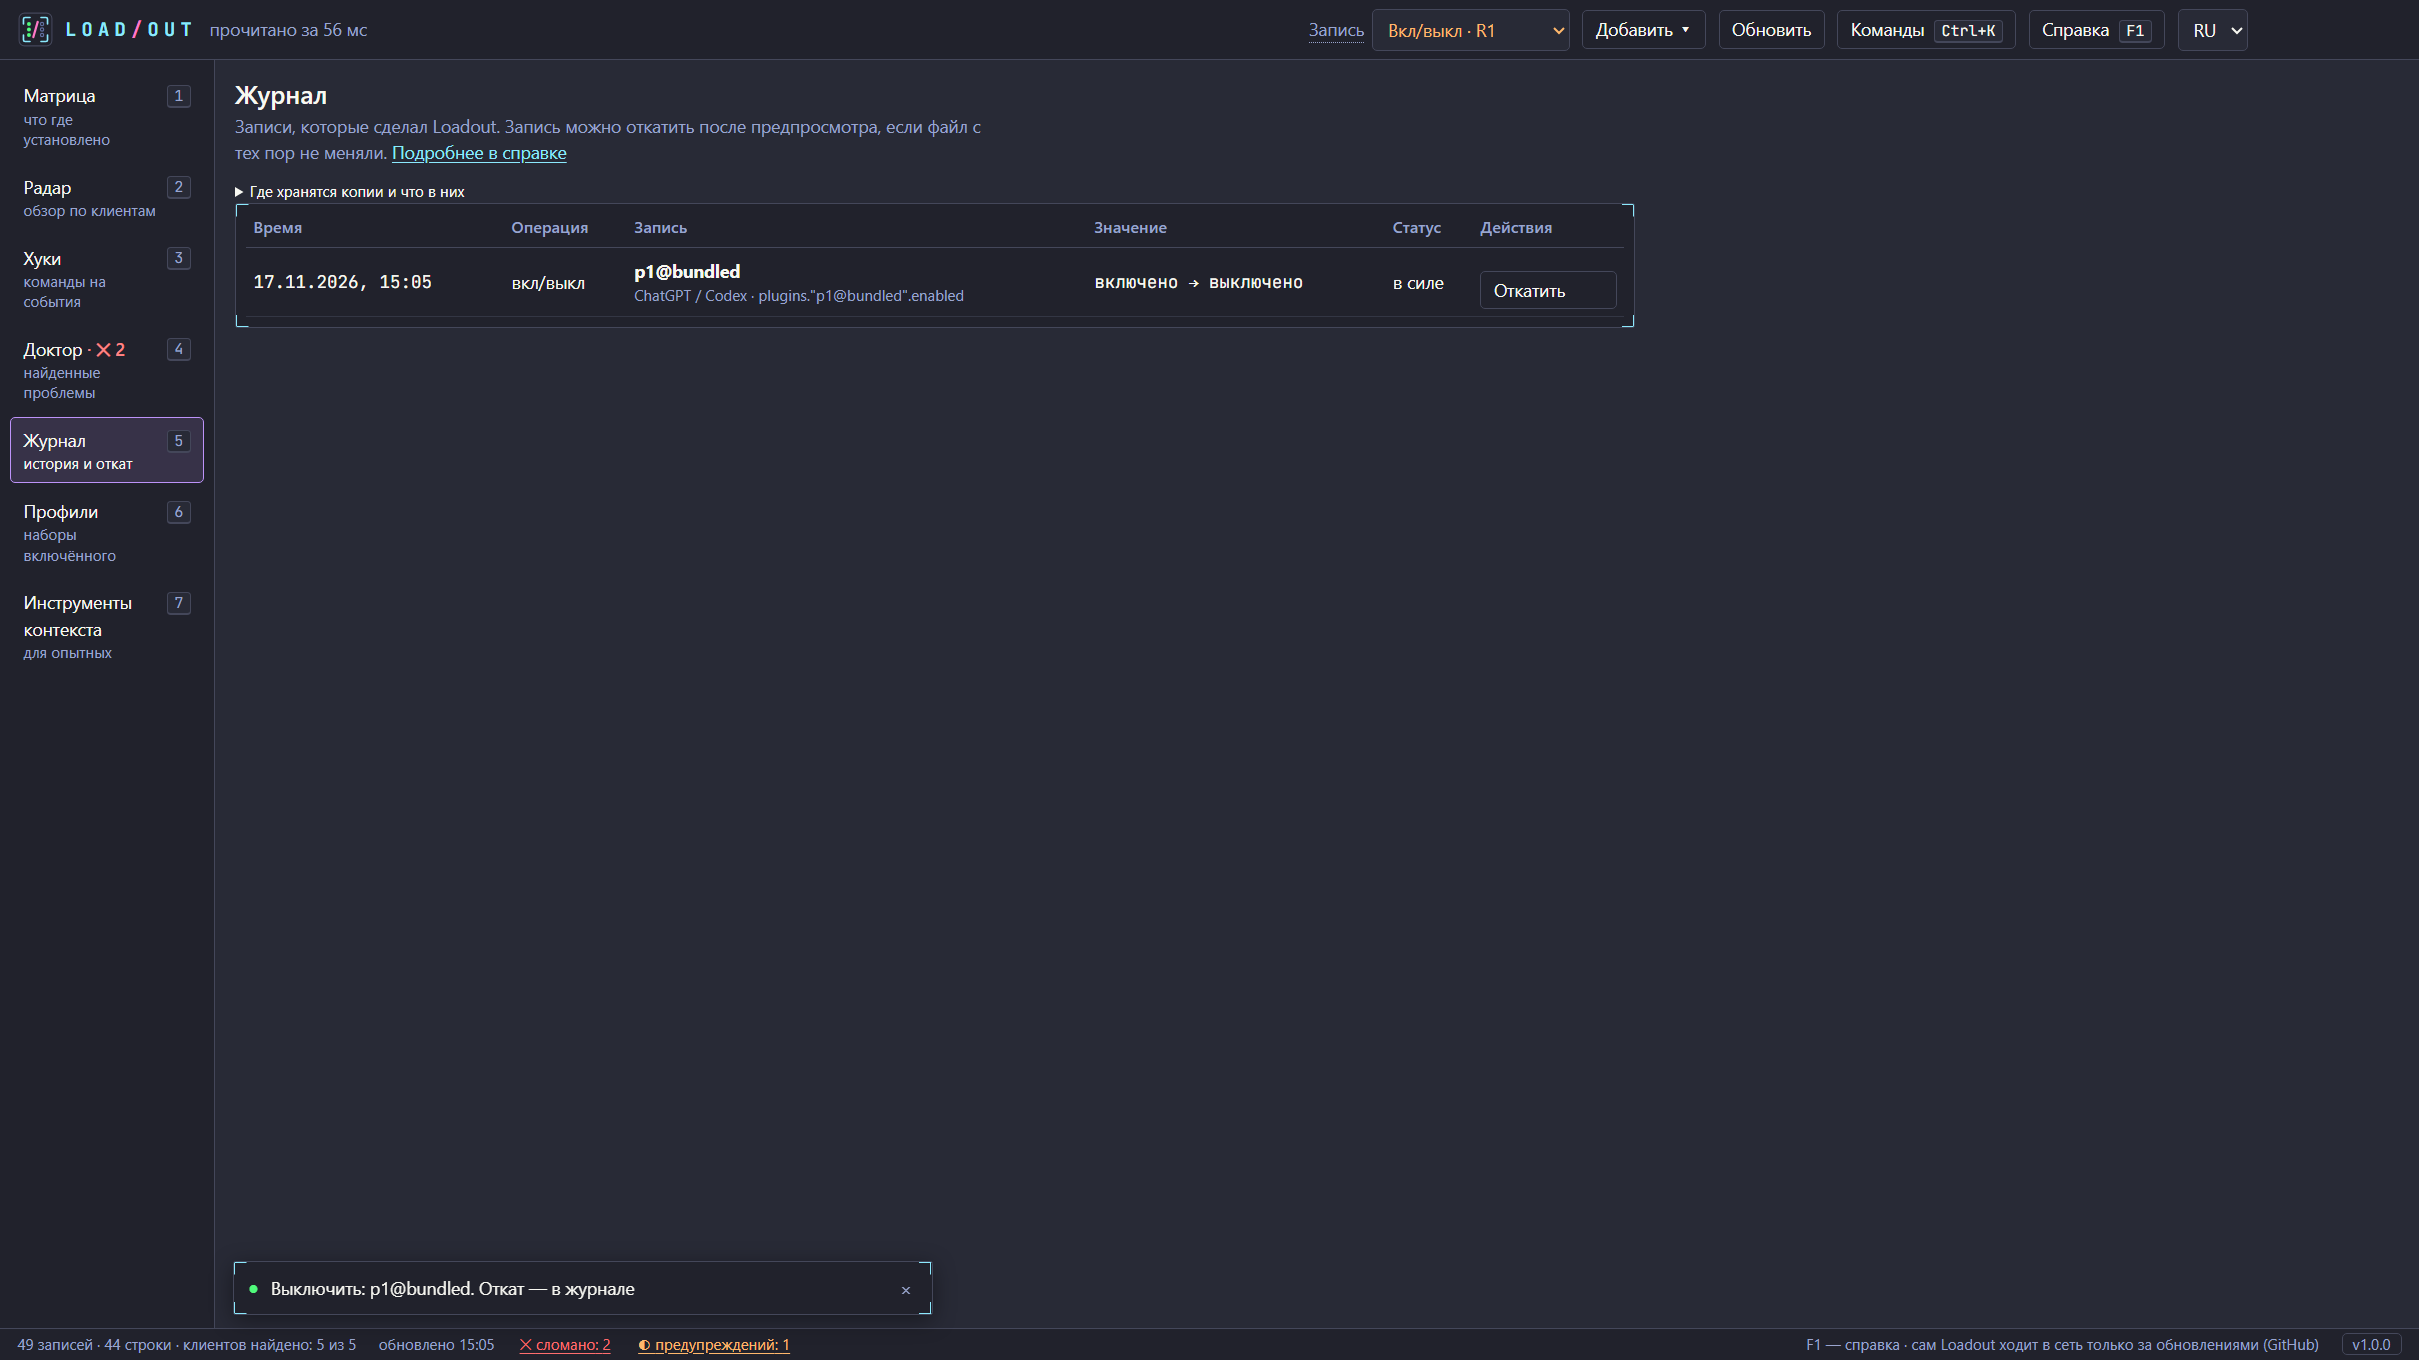 LOAD/OUT прочитано за 56 мс
Запись Вкл/выкл · R1 Добавить ▾ Обновить Команды Ctrl+K Справка F1 RU
Матрица 1
что где
установлено
Радар 2
обзор по клиентам
Хуки 3
команды на
события
Доктор · ✕ 2 4
найденные
проблемы
Журнал 5
история и откат
Профили 6
наборы
включённого
Инструменты 7
контекста
для опытных
Журнал
Записи, которые сделал Loadout. Запись можно откатить после предпросмотра, если файл с
тех пор не меняли. Подробнее в справке
▶ Где хранятся копии и что в них
Время Операция Запись Значение Статус Действия
17.11.2026, 15:05 вкл/выкл p1@bundled включено → выключено в силе Откатить
ChatGPT / Codex · plugins."p1@bundled".enabled
Выключить: p1@bundled. Откат — в журнале ×
49 записей · 44 строки · клиентов найдено: 5 из 5 обновлено 15:05 ✕ сломано: 2 ◐ предупреждений: 1
F1 — справка · сам Loadout ходит в сеть только за обновлениями (GitHub) v1.0.0